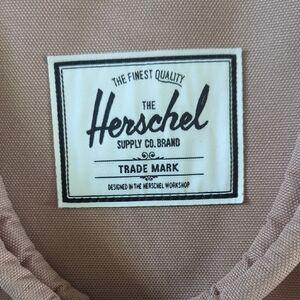 THE FINEST QUALITY
THE
Herschel
SUPPLY CO. BRAND
TRADE MARK
DESIGNED IN THE HERSCHEL WORKSHOP